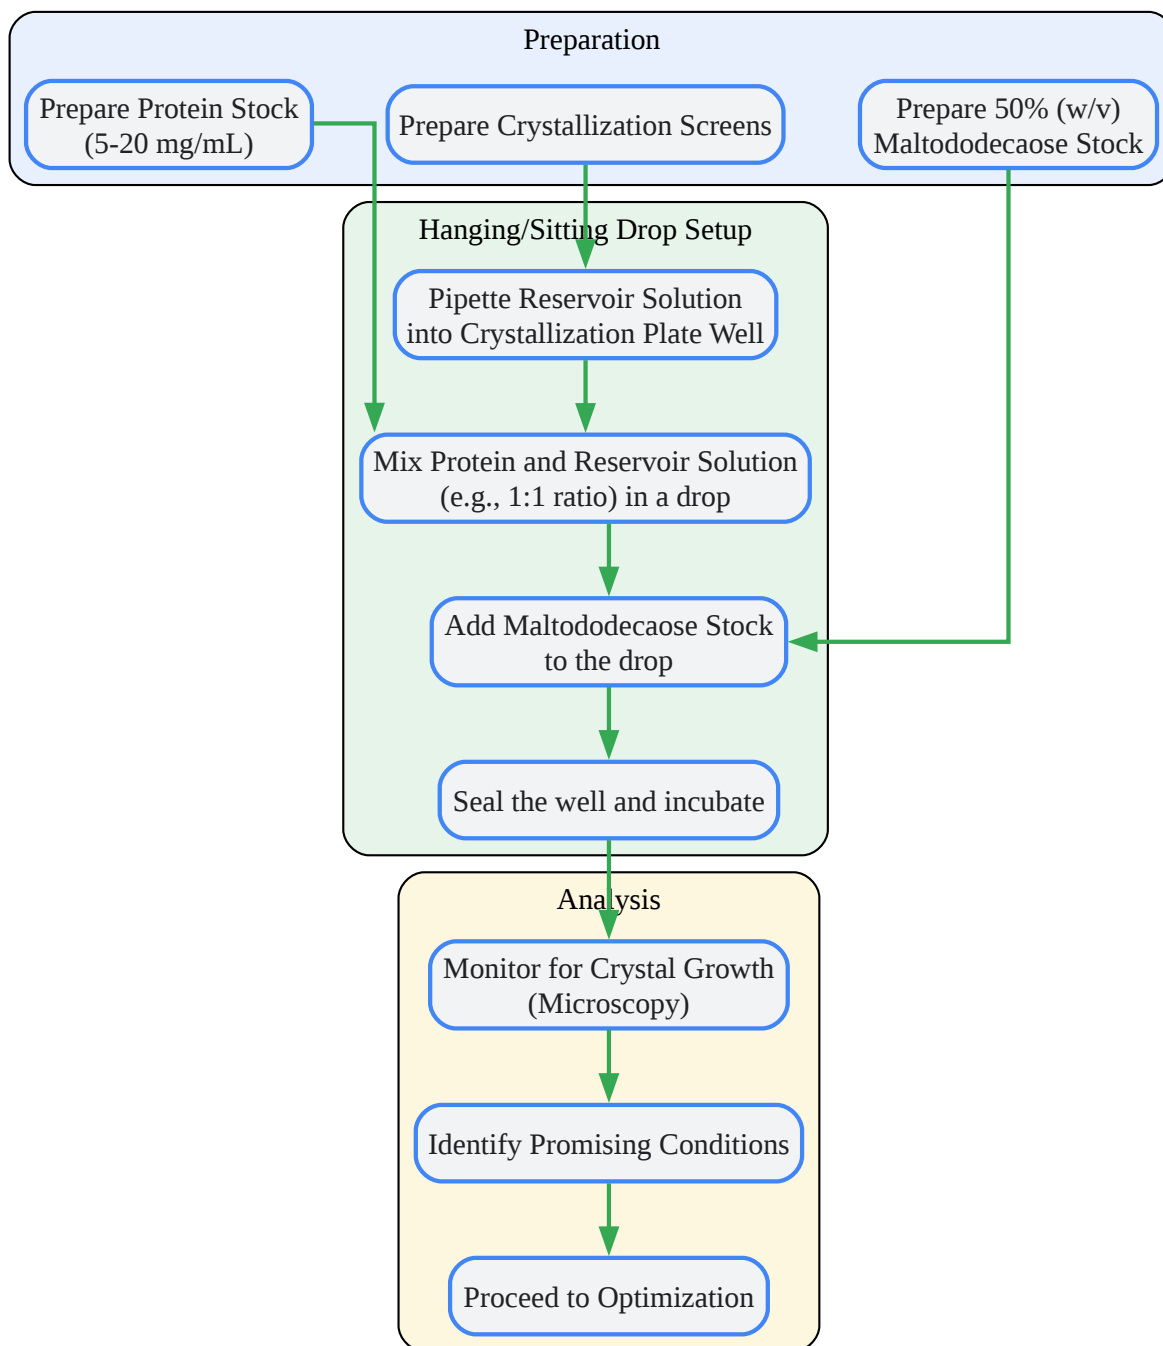 Preparation
Prepare Protein Stock
(5-20 mg/mL)
Prepare Crystallization Screens
Prepare 50% (w/v)
Maltododecaose Stock
Hanging/Sitting Drop Setup
Pipette Reservoir Solution
into Crystallization Plate Well
Mix Protein and Reservoir Solution
(e.g., 1:1 ratio) in a drop
Add Maltododecaose Stock
to the drop
Seal the well and incubate
Analysis
Monitor for Crystal Growth
(Microscopy)
Identify Promising Conditions
Proceed to Optimization